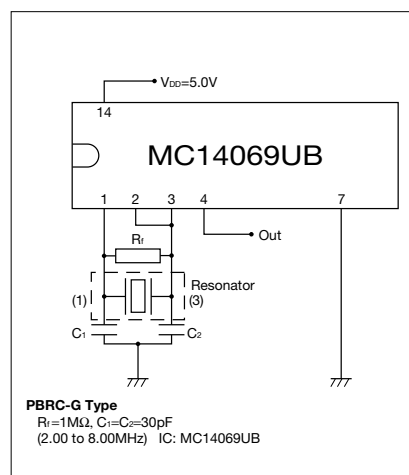 V DD=5.0V
14
MC14069UB
1 2 3 4 7
Rf
Out
Resonator
(1) (3)
C1 C2
PBRC-G Type
Rf=1MΩ, C1=C2=30pF
(2.00 to 8.00MHz) IC: MC14069UB